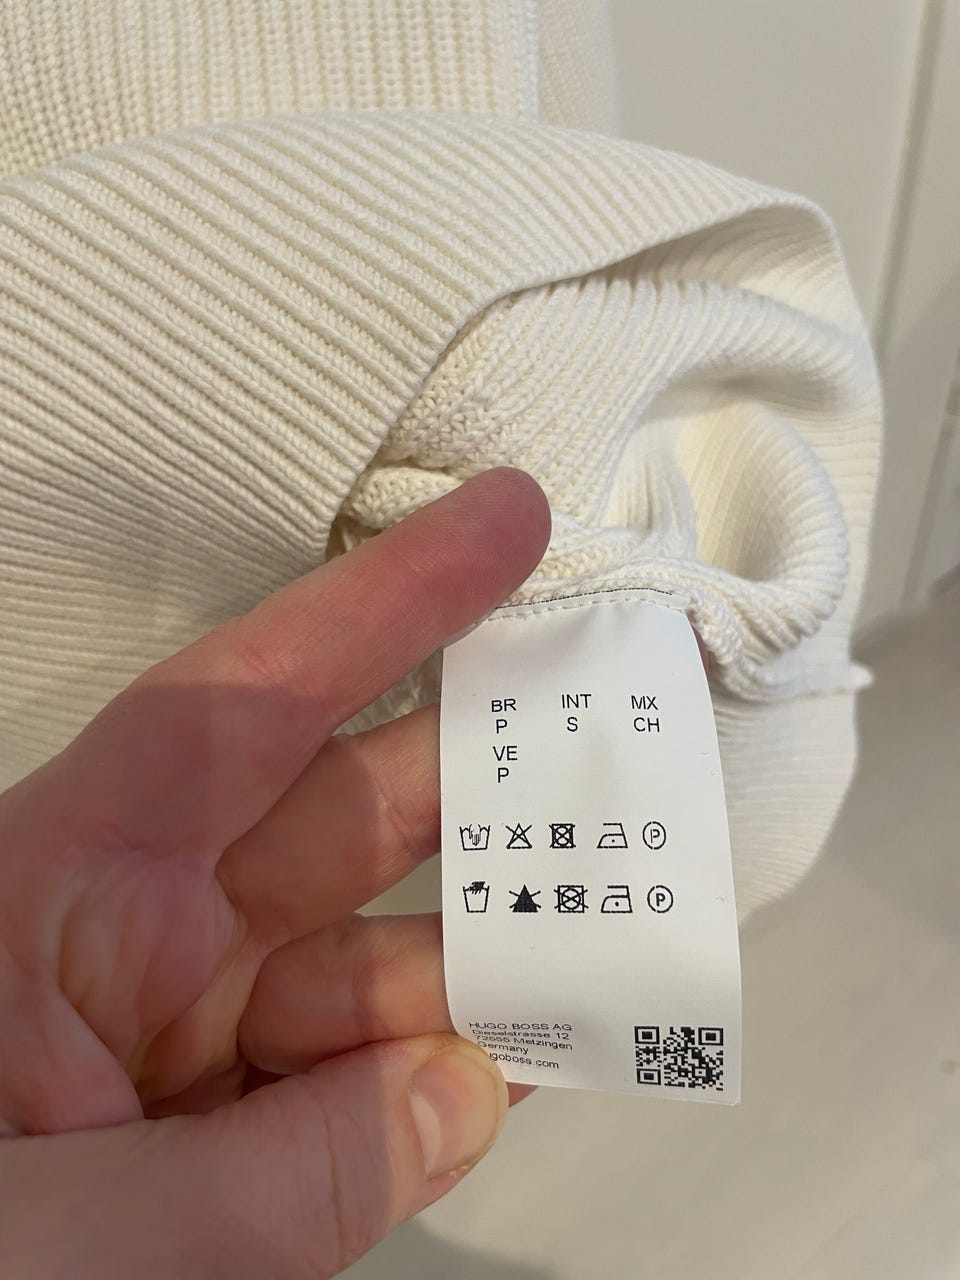 BR INT MX
P S CH
VE
P
P
P
HUGO BOSS AG
Dieselstrasse 12
72555 Metzingen
Germany
ugoboss.com